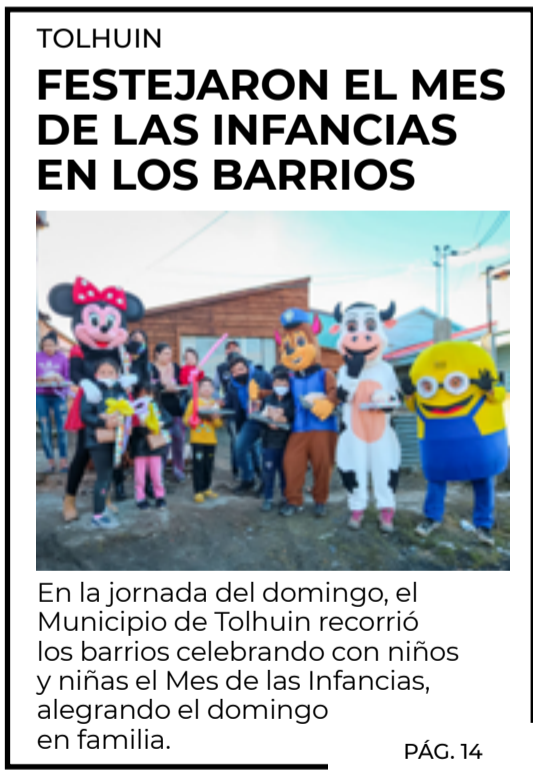 TOLHUIN
FESTEJARON EL MES
DE LAS INFANCIAS
EN LOS BARRIOS
En la jornada del domingo, el
Municipio de Tolhuin recorrió
los barrios celebrando con niños
y niñas el Mes de las Infancias,
alegrando el domingo
en familia.
PÁG. 14